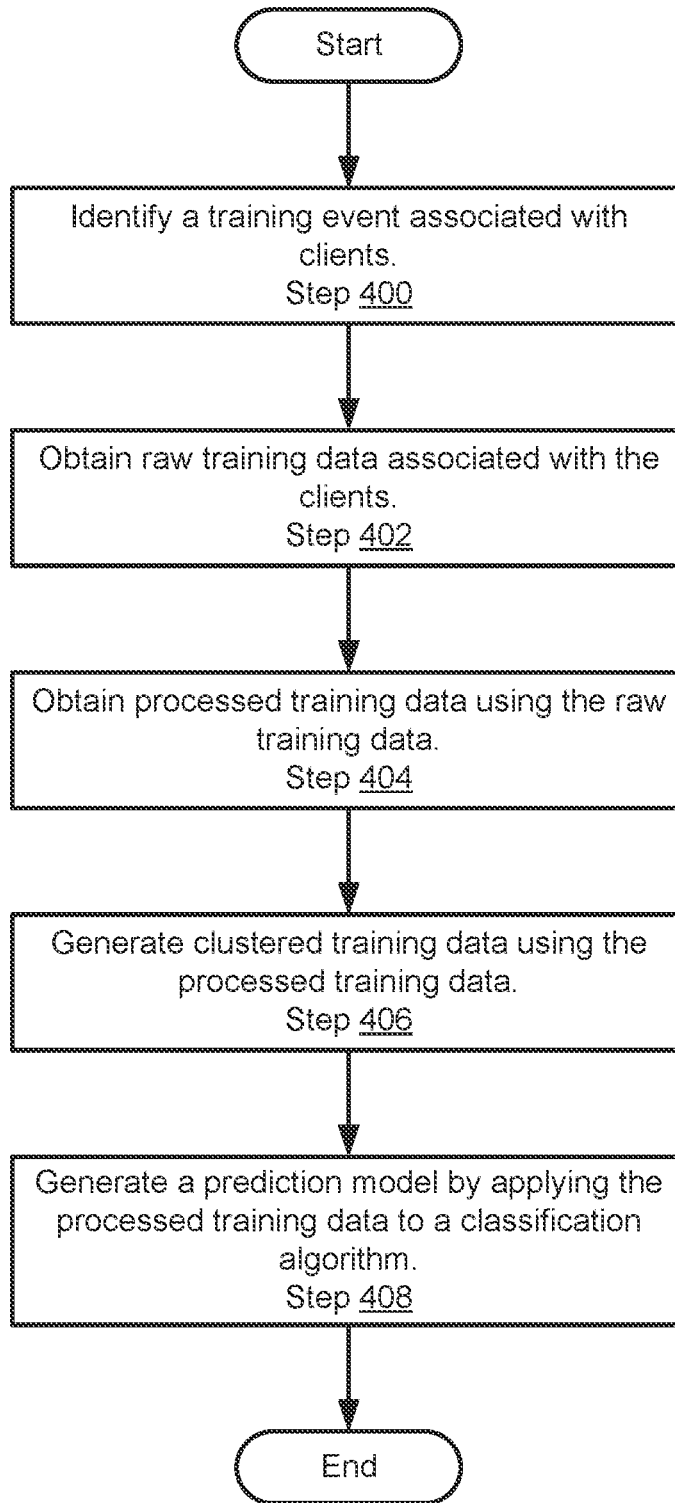 Start
Identify a training event associated with
clients.
Step 400
Obtain raw training data associated with the
clients.
Step 402
Obtain processed training data using the raw
training data.
Step 404
Generate clustered training data using the
processed training data.
Step 406
Generate a prediction model by applying the
processed training data to a classification
algorithm.
Step 408
End